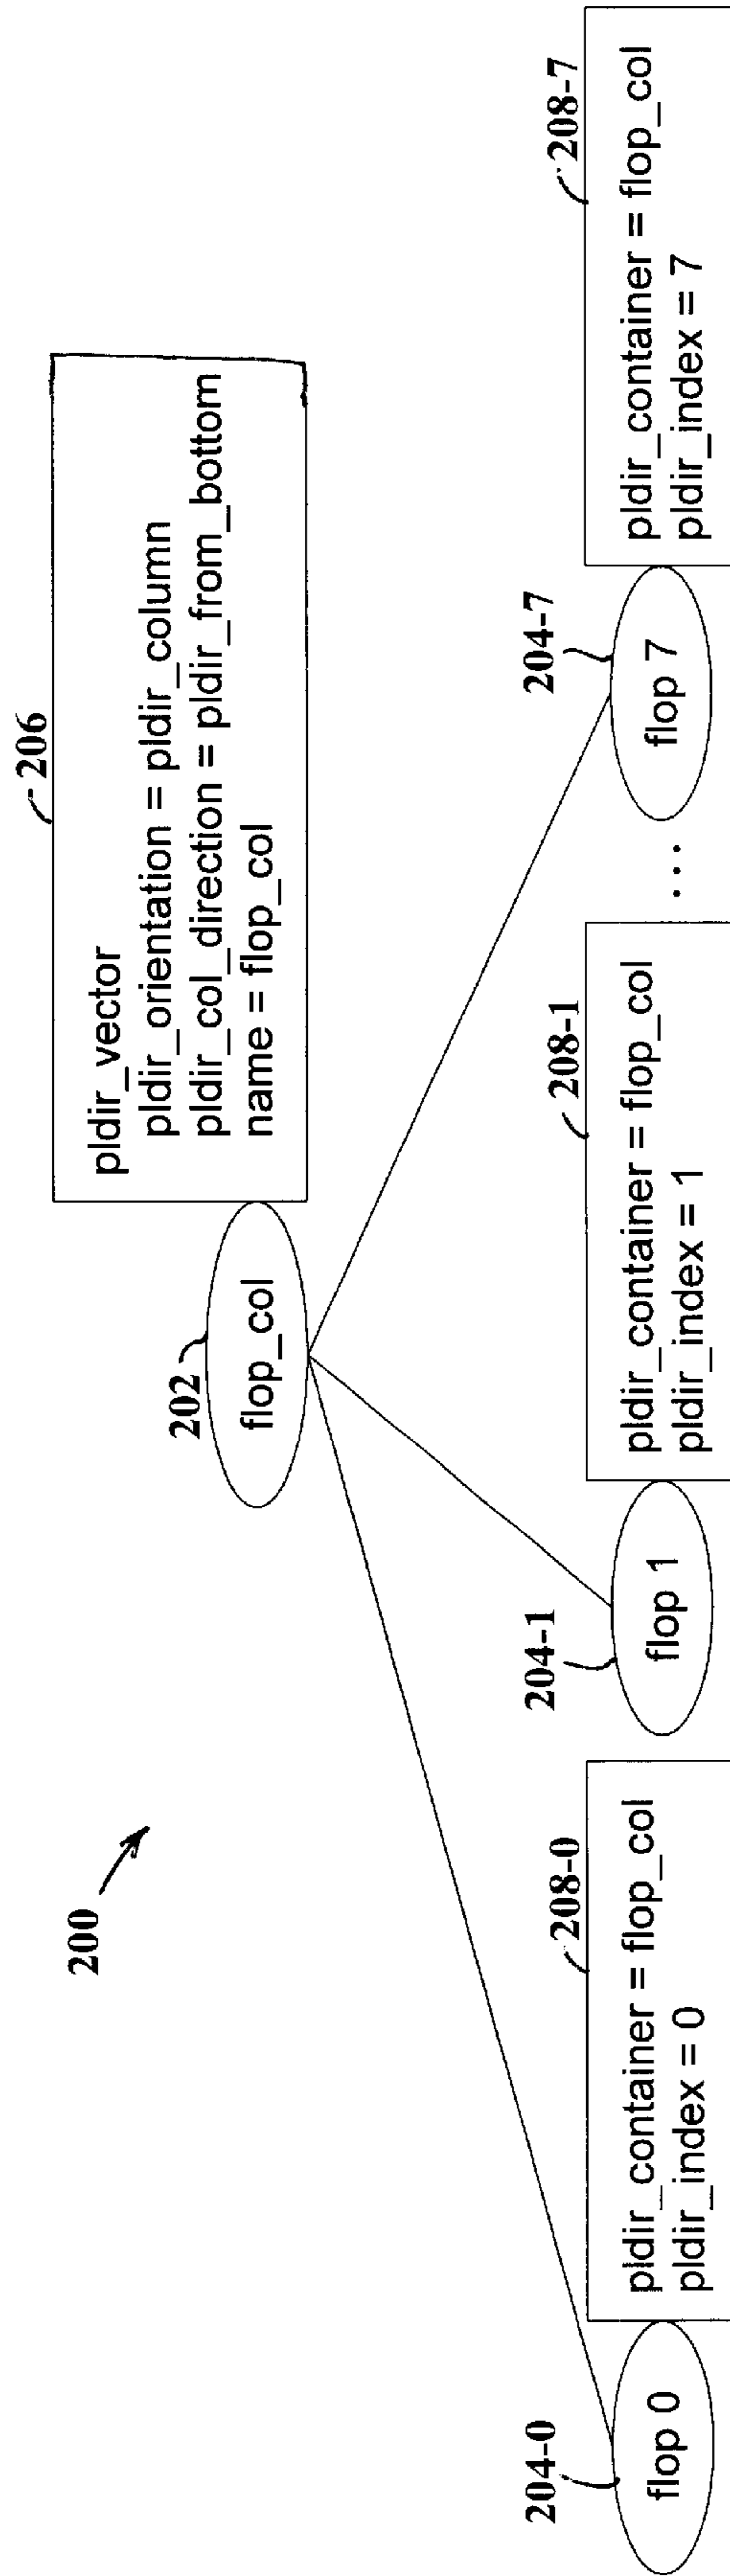 200
206
pldir_vector
pldir_orientation = pldir_column
pldir_col_direction = pldir_from_bottom
name = flop_col
202
flop_col
204-0
flop 0
208-0
pldir_container = flop_col
pldir_index = 0
204-1
flop 1
208-1
pldir_container = flop_col
pldir_index = 1
...
204-7
flop 7
208-7
pldir_container = flop_col
pldir_index = 7